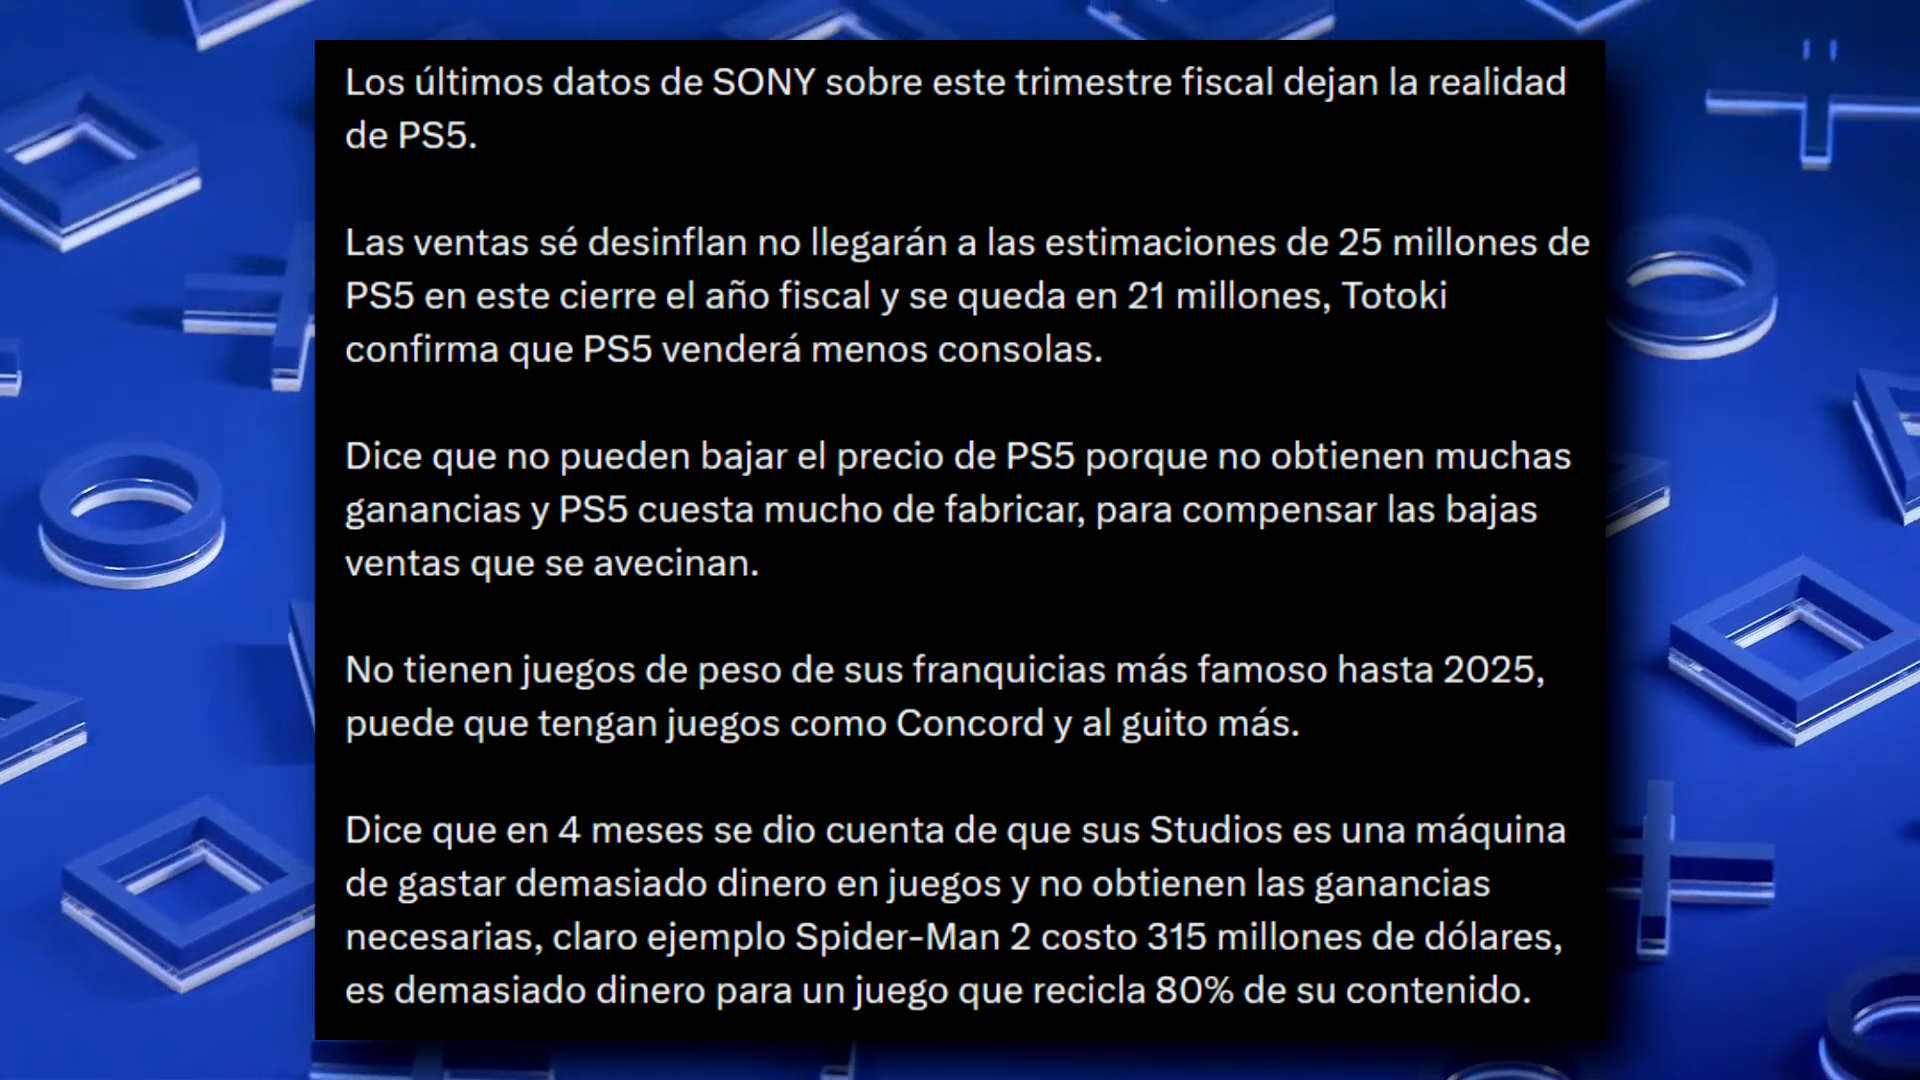 Los últimos datos de SONY sobre este trimestre fiscal dejan la realidad
de PS5.
Las ventas sé desinflan no llegarán a las estimaciones de 25 millones de
PS5 en este cierre el año fiscal y se queda en 21 millones, Totoki
confirma que PS5 venderá menos consolas.
Dice que no pueden bajar el precio de PS5 porque no obtienen muchas
ganancias y PS5 cuesta mucho de fabricar, para compensar las bajas
ventas que se avecinan.
No tienen juegos de peso de sus franquicias más famoso hasta 2025,
puede que tengan juegos como Concord y al guito más.
Dice que en 4 meses se dio cuenta de que sus Studios es una máquina
de gastar demasiado dinero en juegos y no obtienen las ganancias
necesarias, claro ejemplo Spider-Man 2 costo 315 millones de dólares,
es demasiado dinero para un juego que recicla 80% de su contenido.